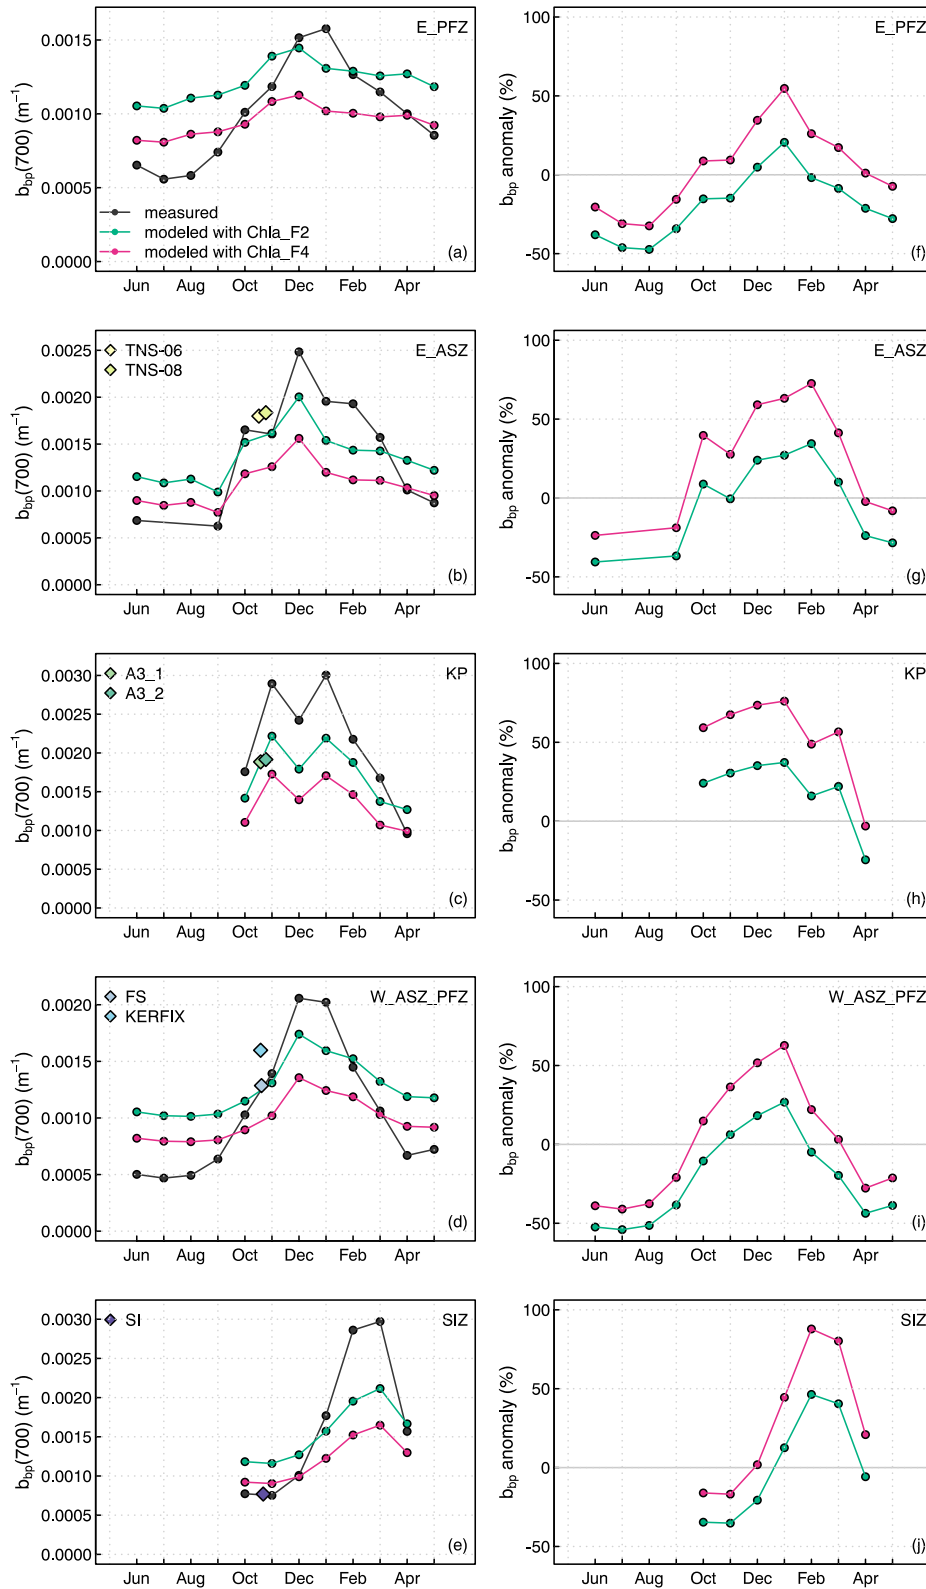 E_PFZ
b_bp(700) (m⁻¹)
0.0015
0.0010
0.0005
0.0000
measured
modeled with Chla_F2
modeled with Chla_F4
(a)
Jun Aug Oct Dec Feb Apr
E_PFZ
b_bp anomaly (%)
100
50
0
-50
(f)
Jun Aug Oct Dec Feb Apr
TNS-06
TNS-08
E_ASZ
b_bp(700) (m⁻¹)
0.0025
0.0020
0.0015
0.0010
0.0005
0.0000
(b)
Jun Aug Oct Dec Feb Apr
E_ASZ
b_bp anomaly (%)
100
50
0
-50
(g)
Jun Aug Oct Dec Feb Apr
A3_1
A3_2
KP
b_bp(700) (m⁻¹)
0.0030
0.0025
0.0020
0.0015
0.0010
0.0005
0.0000
(c)
Jun Aug Oct Dec Feb Apr
KP
b_bp anomaly (%)
100
50
0
-50
(h)
Jun Aug Oct Dec Feb Apr
FS
KERFIX
W_ASZ_PFZ
b_bp(700) (m⁻¹)
0.0020
0.0015
0.0010
0.0005
0.0000
(d)
Jun Aug Oct Dec Feb Apr
W_ASZ_PFZ
b_bp anomaly (%)
100
50
0
-50
(i)
Jun Aug Oct Dec Feb Apr
SI
SIZ
b_bp(700) (m⁻¹)
0.0030
0.0025
0.0020
0.0015
0.0010
0.0005
0.0000
(e)
Jun Aug Oct Dec Feb Apr
SIZ
b_bp anomaly (%)
100
50
0
-50
(j)
Jun Aug Oct Dec Feb Apr